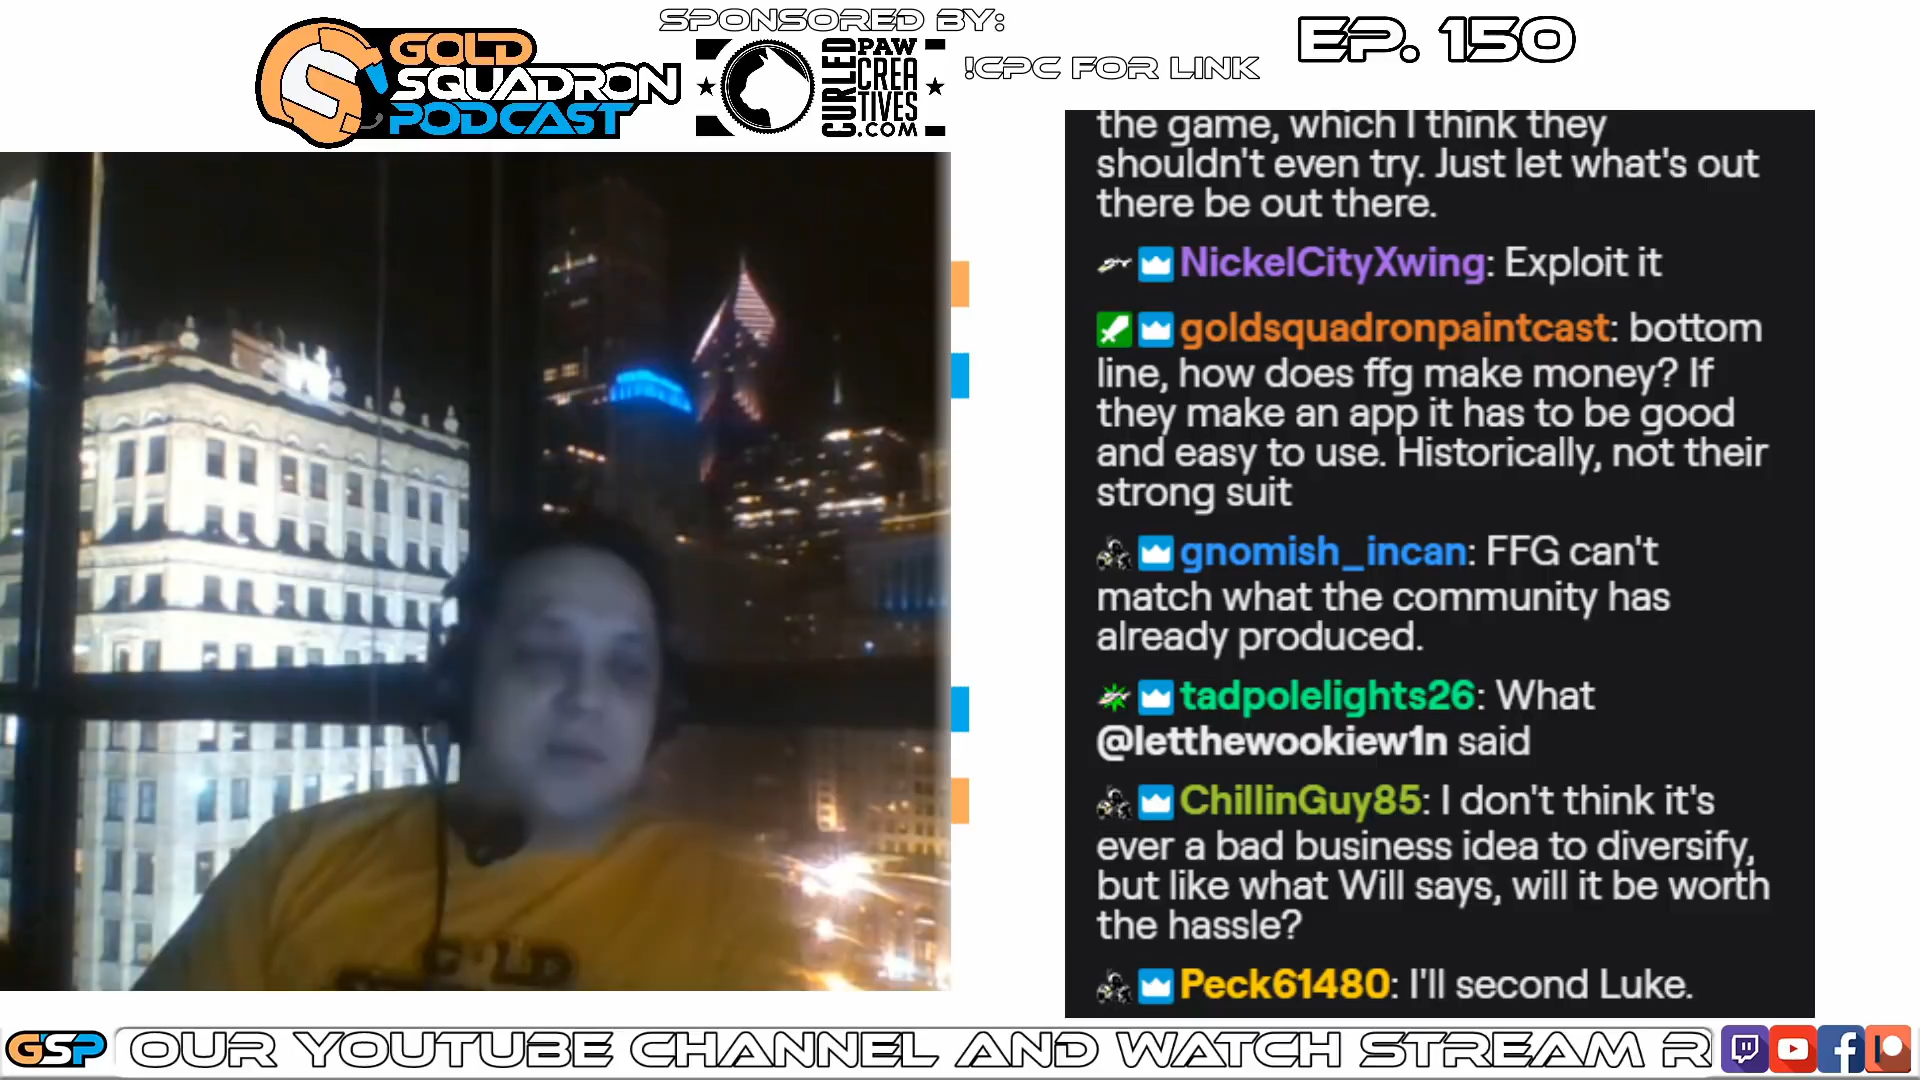 GOLD
SQUADRON
PODCAST
SPONSORED BY:
CURLED
PAW
CREA
TIVES
.COM
!CPC FOR LINK
EP. 150
the game, which I think they
shouldn't even try. Just let what's out
there be out there.
NickelCityXwing: Exploit it
goldsquadronpaintcast: bottom
line, how does ffg make money? If
they make an app it has to be good
and easy to use. Historically, not their
strong suit
gnomish_incan: FFG can't
match what the community has
already produced.
tadpolelights26: What
@letthewookiew1n said
ChillinGuy85: I don't think it's
ever a bad business idea to diversify,
but like what Will says, will it be worth
the hassle?
Peck61480: I'll second Luke.
GOLD
GSP OUR YOUTUBE CHANNEL AND WATCH STREAM R